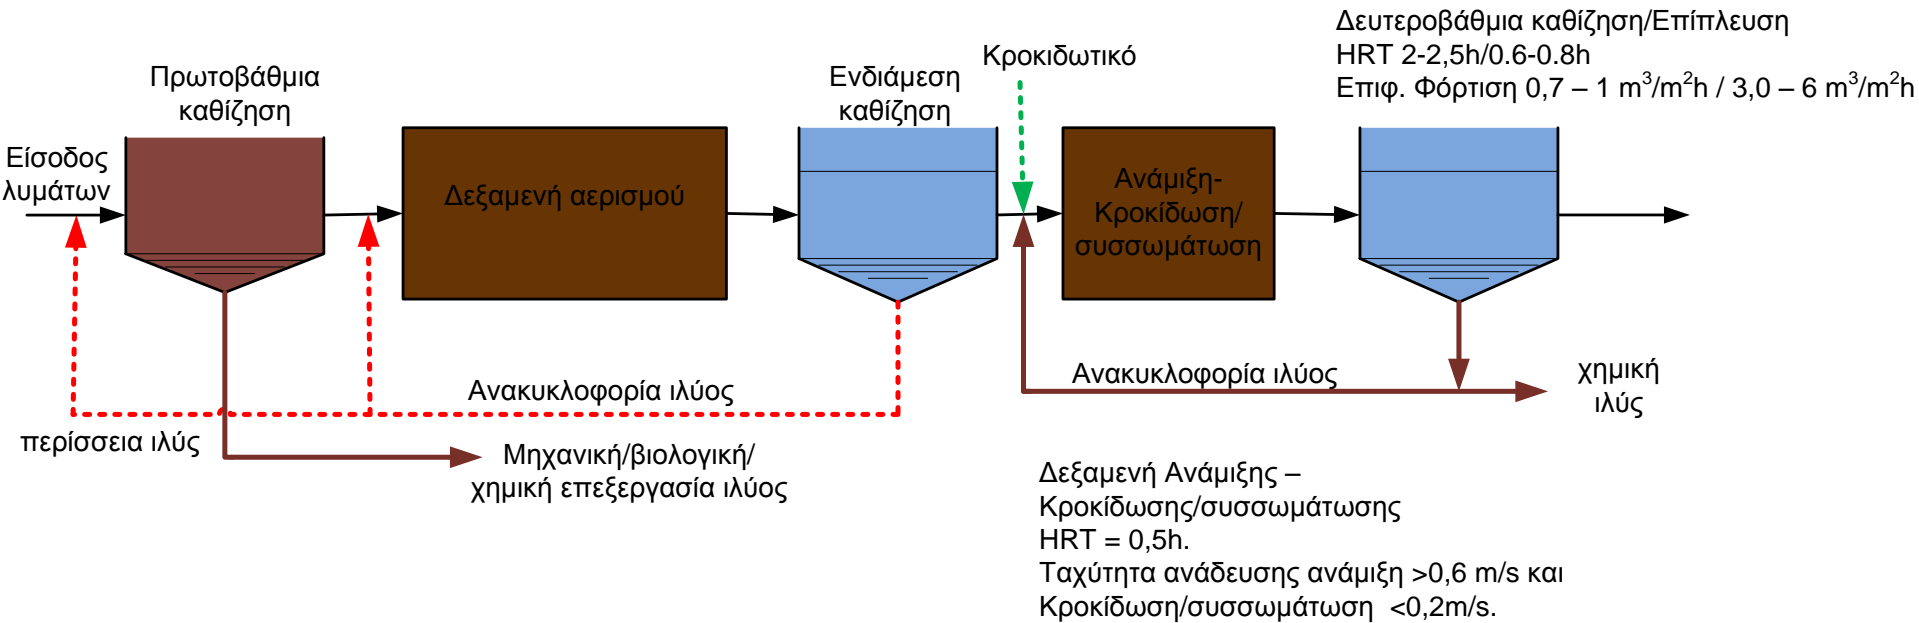 Δευτεροβάθμια καθίζηση/Επίπλευση
HRT 2-2,5h/0.6-0.8h
Επιφ. Φόρτιση 0,7 – 1 m³/m²h / 3,0 – 6 m³/m²h
Κροκιδωτικό
Πρωτοβάθμια
καθίζηση
Ενδιάμεση
καθίζηση
Είσοδος
λυμάτων
Δεξαμενή αερισμού
Ανάμιξη-
Κροκίδωση/
συσσωμάτωση
Ανακυκλοφορία ιλύος
Ανακυκλοφορία ιλύος
χημική
ιλύς
περίσσεια ιλύς
Μηχανική/βιολογική/
χημική επεξεργασία ιλύος
Δεξαμενή Ανάμιξης –
Κροκίδωσης/συσσωμάτωσης
HRT = 0,5h.
Ταχύτητα ανάδευσης ανάμιξη >0,6 m/s και
Κροκίδωση/συσσωμάτωση <0,2m/s.